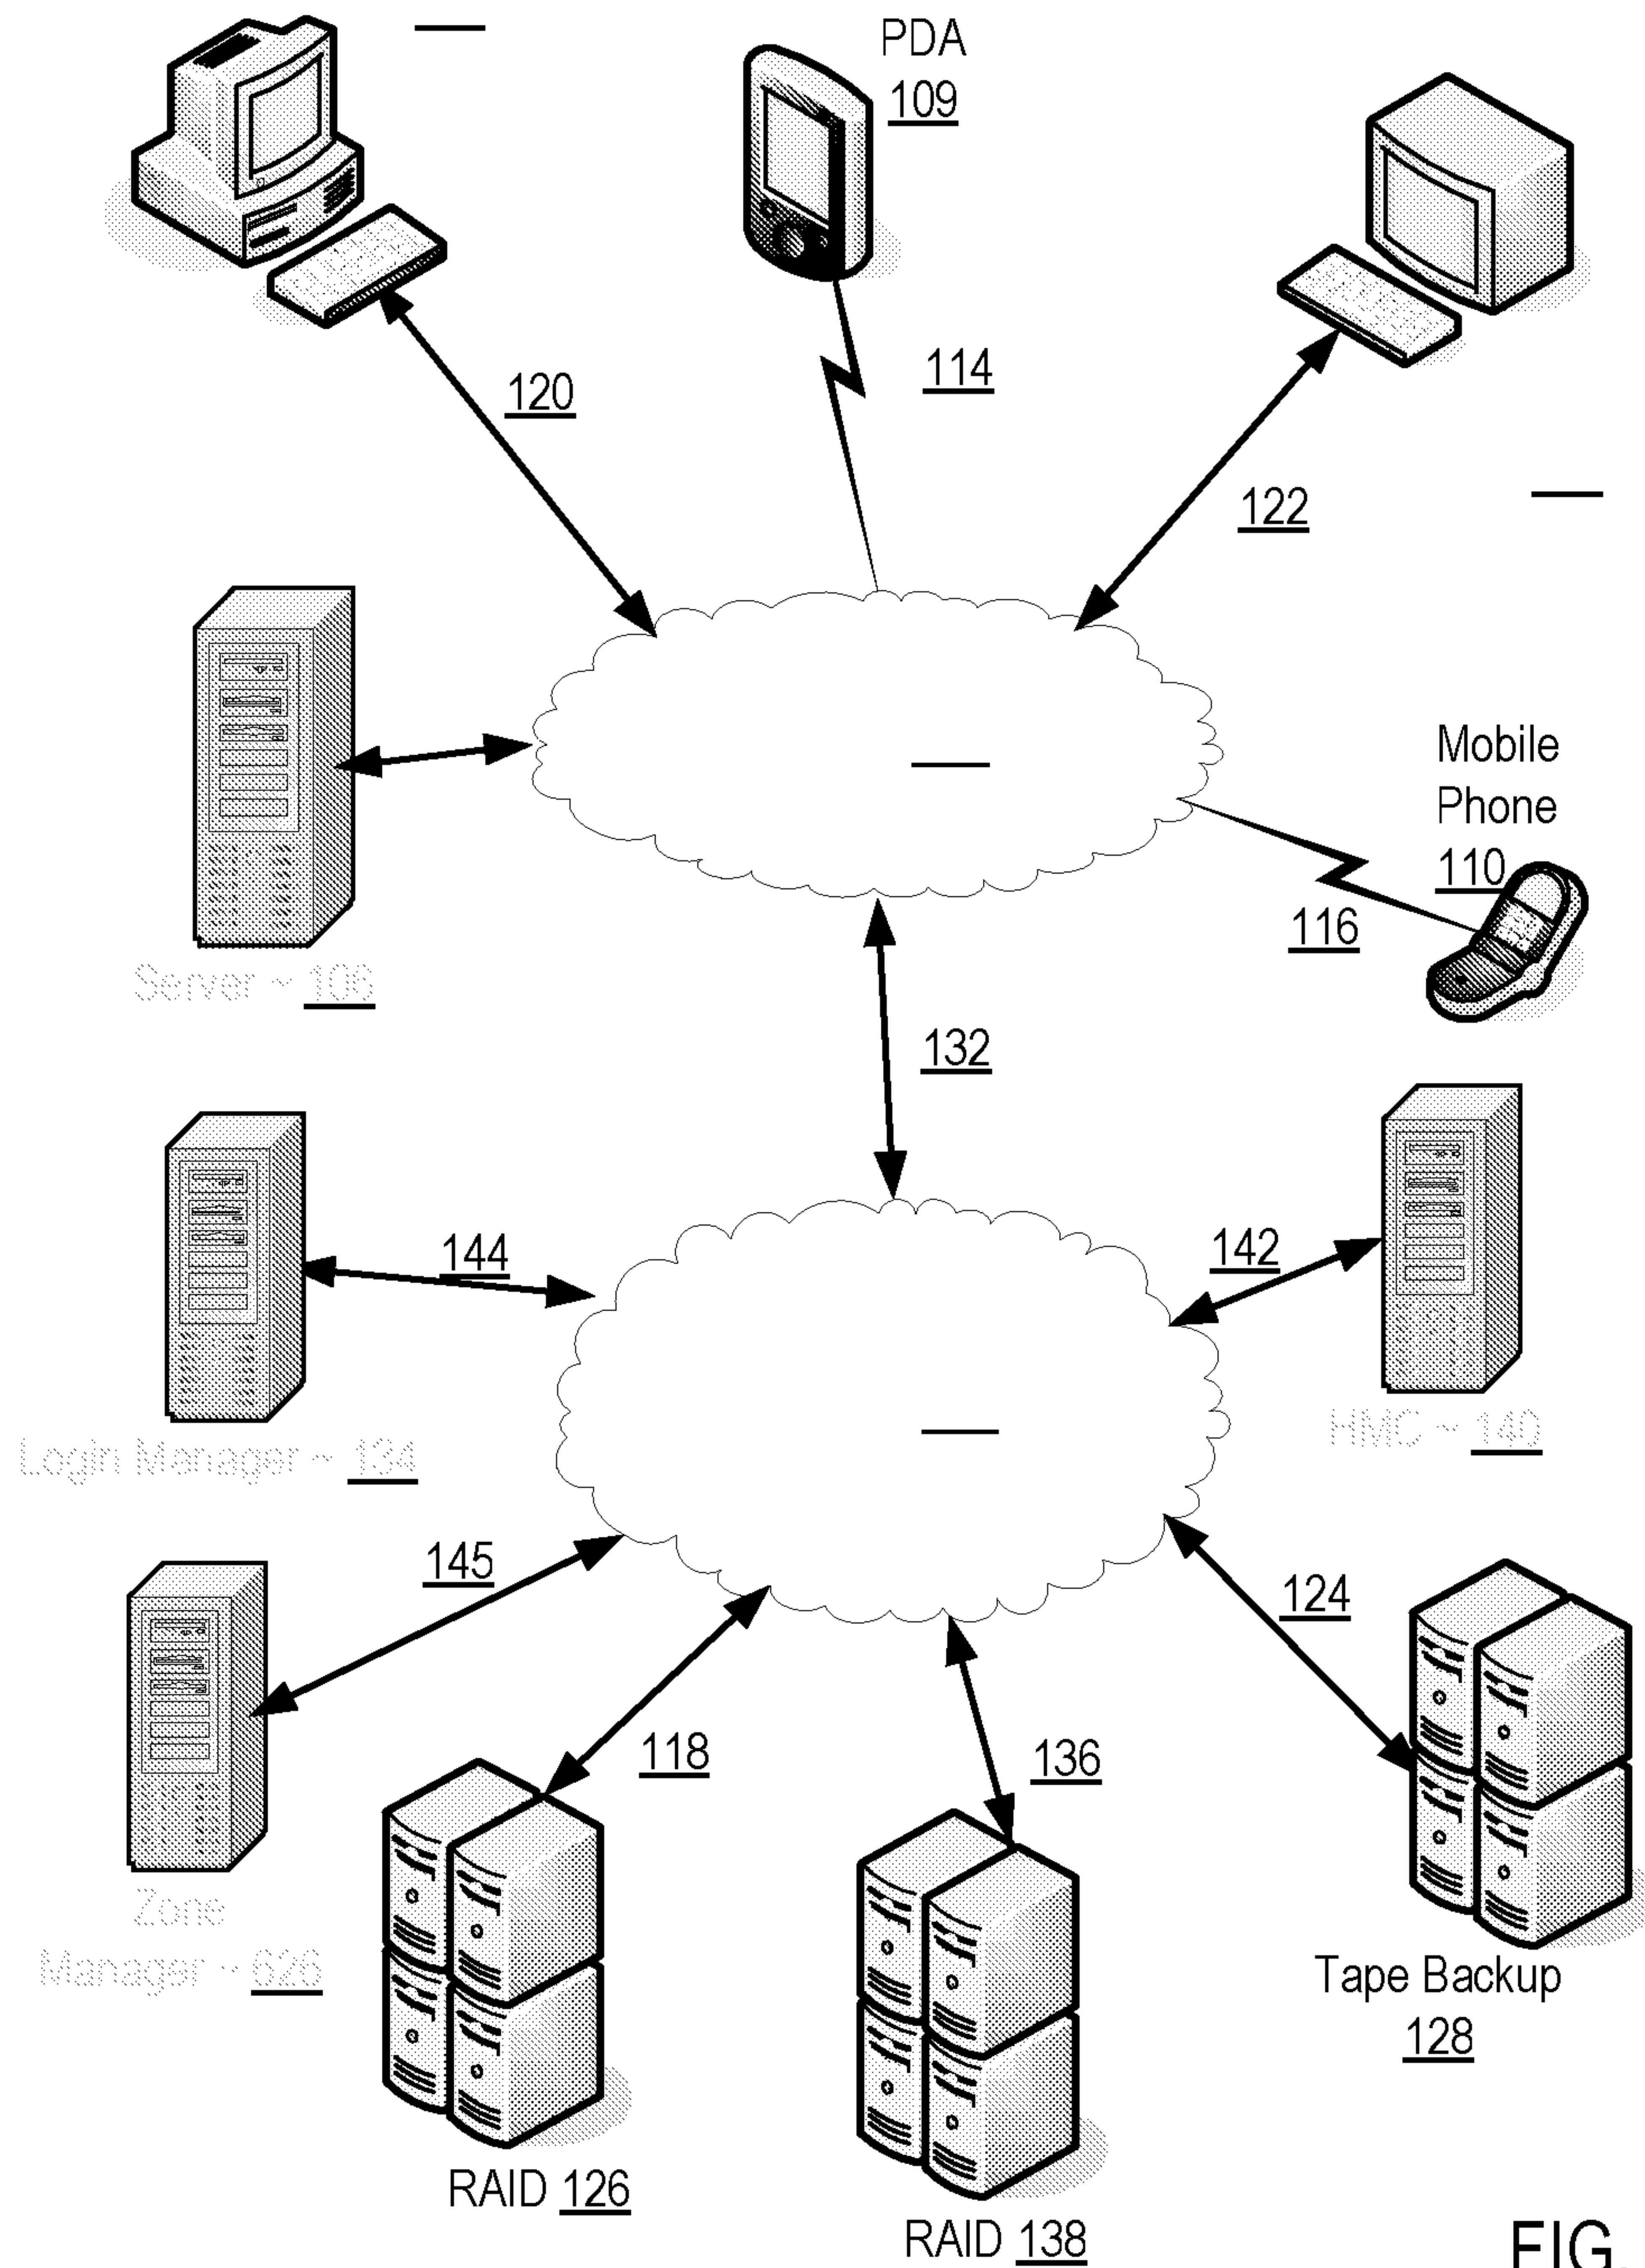 PDA
109
114
120
122
Mobile
Phone
110
116
Server ~ 106
132
144
142
Login Manager ~ 134
HMC ~ 140
145
124
118
136
Zone
Manager ~ 626
Tape Backup
128
RAID 126
RAID 138
FIG.